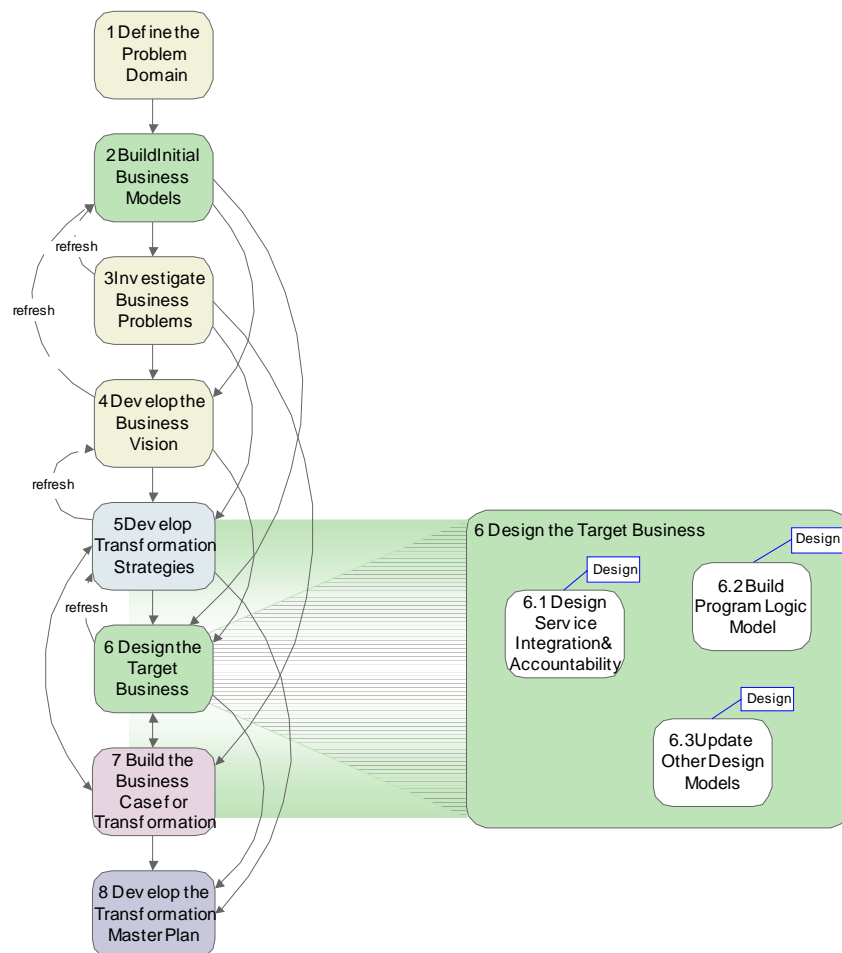 1 Define the
Problem
Domain
2 Build Initial
Business
Models
refresh
3 Investigate
Business
Problems
refresh
4 Develop the
Business
Vision
refresh
5 Develop
Transformation
Strategies
refresh
6 Design the
Target
Business
7 Build the
Business
Case for
Transformation
8 Develop the
Transformation
Master Plan
6 Design the Target Business
Design
6.1 Design
Service
Integration &
Accountability
Design
6.2 Build
Program Logic
Model
Design
6.3 Update
Other Design
Models